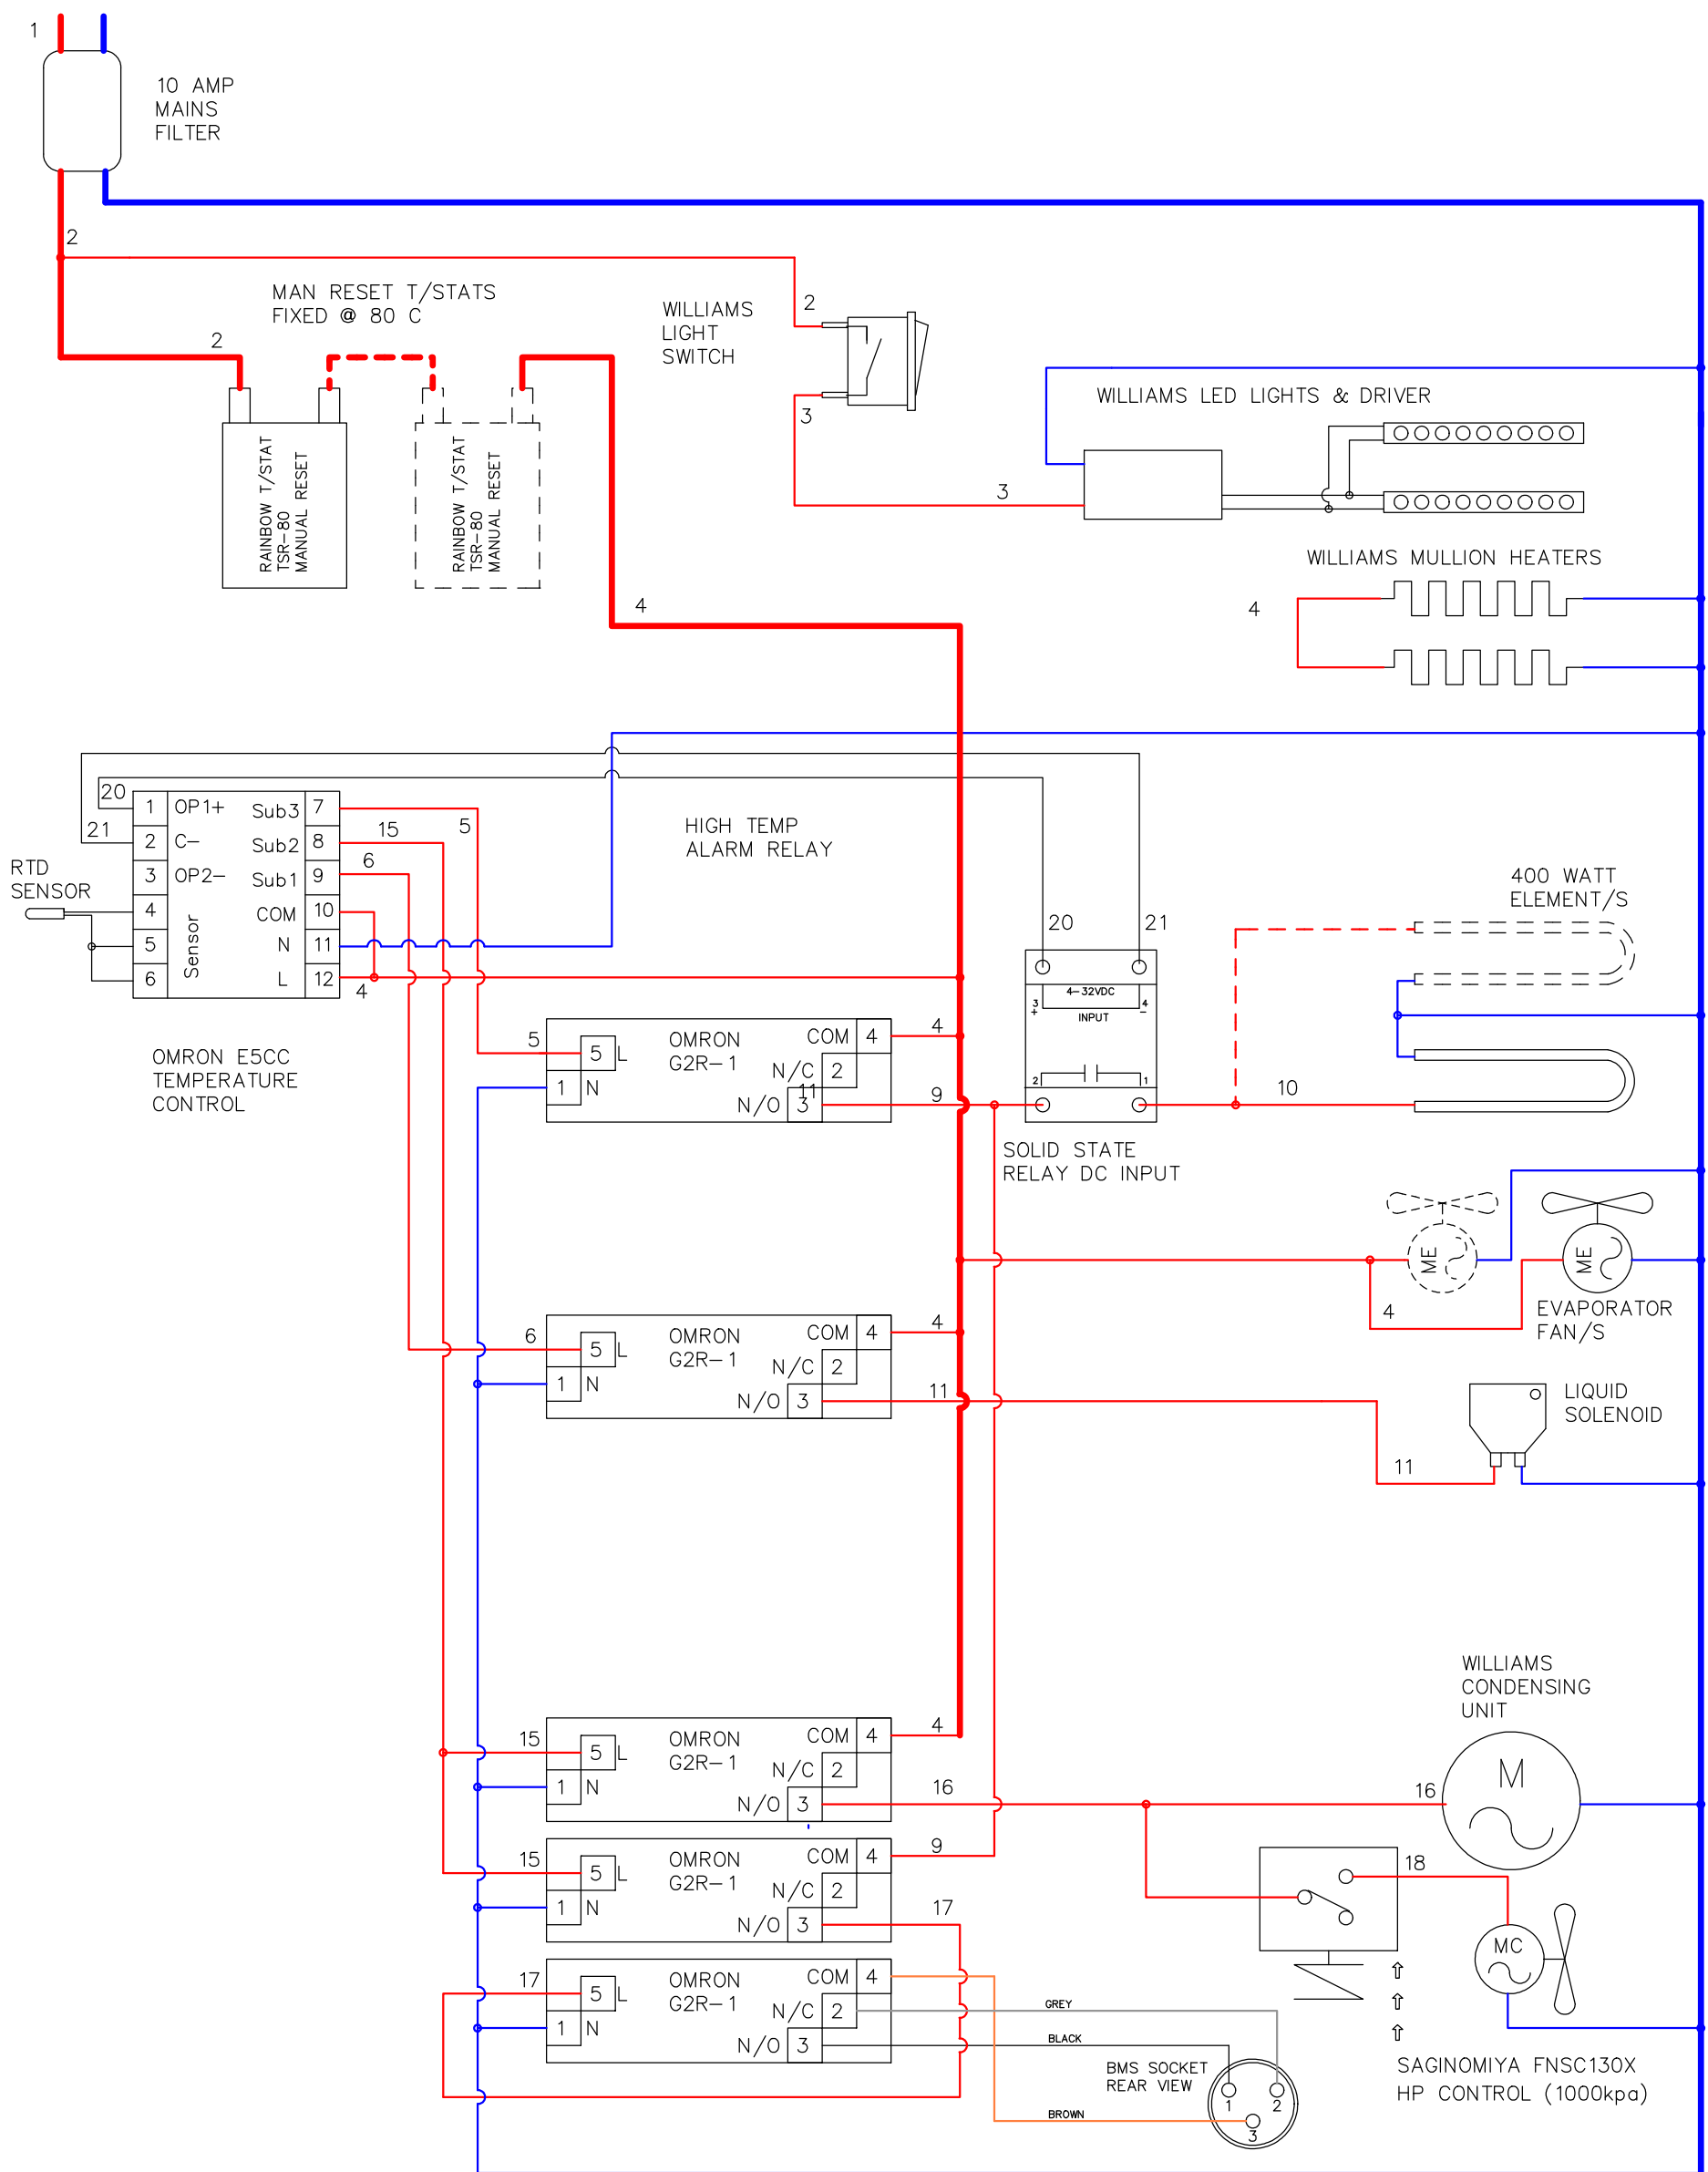 1
10 AMP
MAINS
FILTER
2
MAN RESET T/STATS
FIXED @ 80 C
2
WILLIAMS
LIGHT
SWITCH
2
3
WILLIAMS LED LIGHTS & DRIVER
3
RAINBOW T/STAT
TSR-80
MANUAL RESET
RAINBOW T/STAT
TSR-80
MANUAL RESET
WILLIAMS MULLION HEATERS
4
4
20
21
1 OP1+ Sub3 7
2 C- Sub2 8
3 OP2- Sub1 9
4 COM 10
5 N 11
6 L 12
Sensor
5
15
6
4
RTD
SENSOR
HIGH TEMP
ALARM RELAY
OMRON E5CC
TEMPERATURE
CONTROL
400 WATT
ELEMENT/S
20
21
4-32VDC
3 4
+ -
INPUT
2 1
10
SOLID STATE
RELAY DC INPUT
5
5 L
1 N
OMRON
G2R-1
COM 4
N/C 2
11
N/O 3
4
9
ME
ME
4
EVAPORATOR
FAN/S
6
5 L
1 N
OMRON
G2R-1
COM 4
N/C 2
N/O 3
4
11
LIQUID
SOLENOID
11
WILLIAMS
CONDENSING
UNIT
M
15
5 L
1 N
OMRON
G2R-1
COM 4
N/C 2
N/O 3
4
16
16
15
5 L
1 N
OMRON
G2R-1
COM 4
N/C 2
N/O 3
9
17
18
MC
17
5 L
1 N
OMRON
G2R-1
COM 4
N/C 2
N/O 3
GREY
BLACK
BROWN
BMS SOCKET
REAR VIEW
1
2
3
SAGINOMIYA FNSC130X
HP CONTROL (1000kpa)